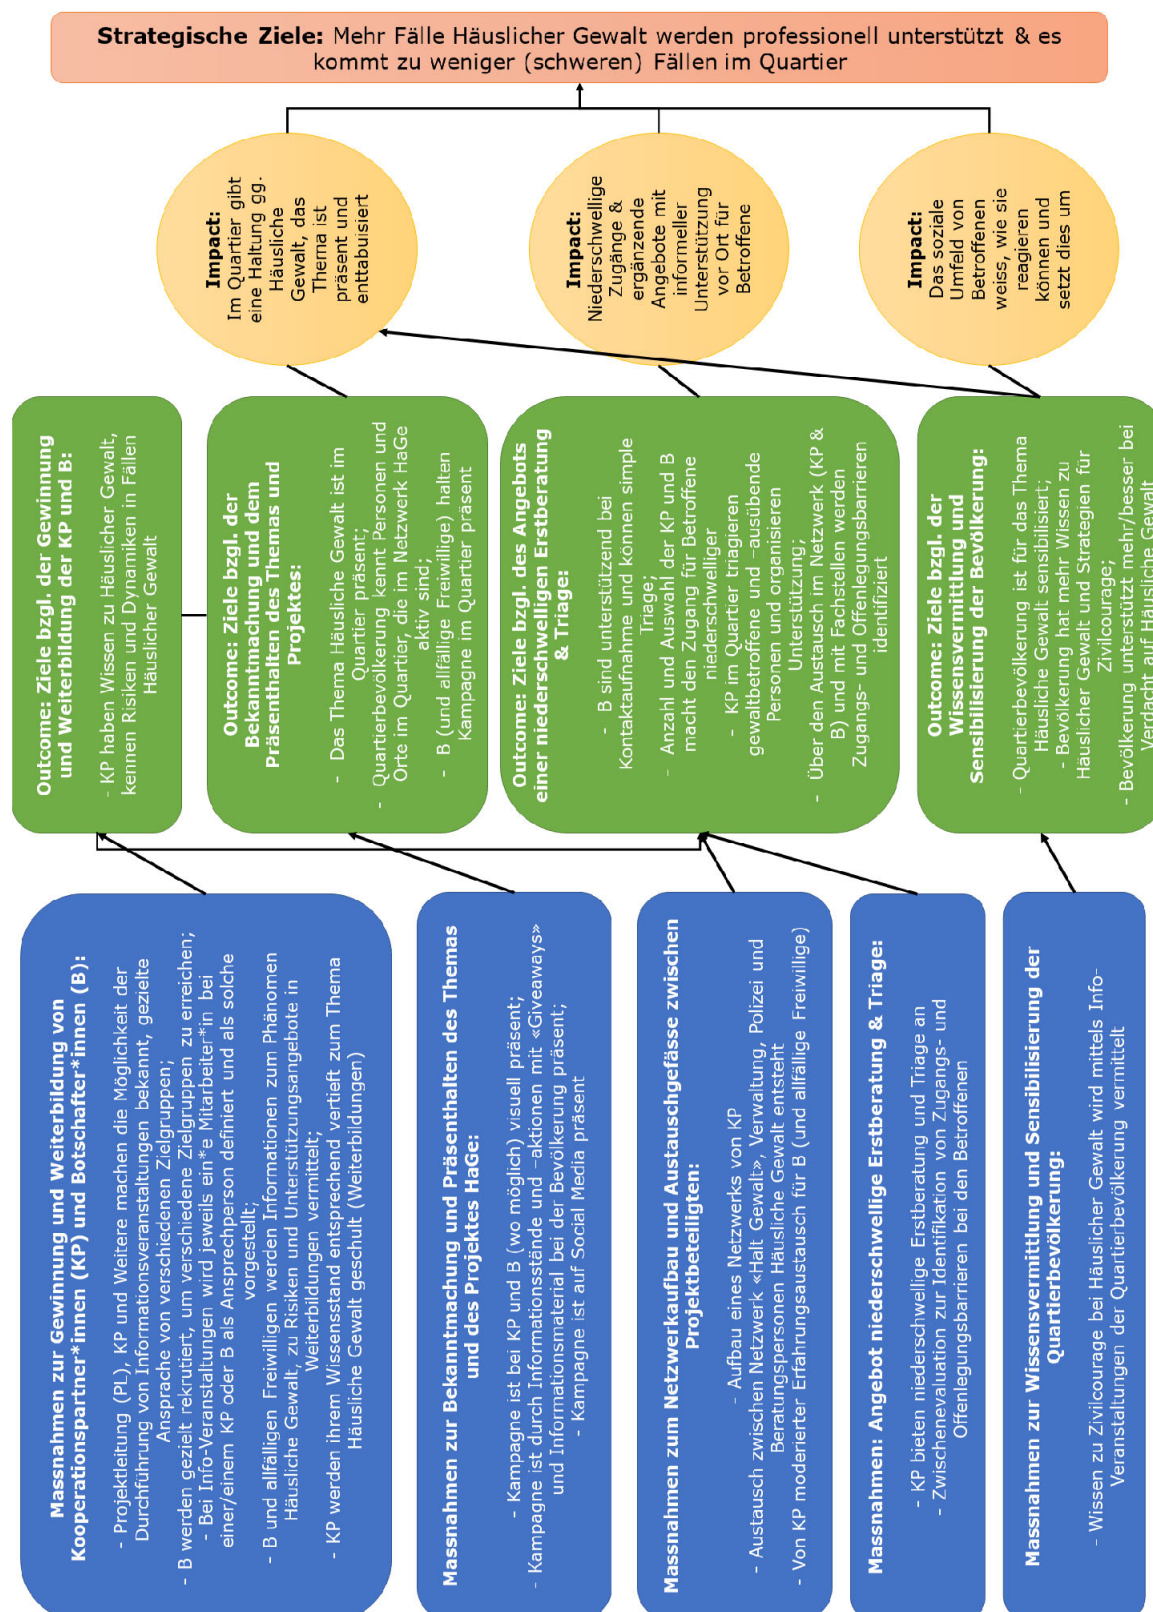 Strategische Ziele: Mehr Fälle Häuslicher Gewalt werden professionell unterstützt & es
kommt zu weniger (schweren) Fällen im Quartier
Impact:
Im Quartier gibt
eine Haltung gg.
Häusliche
Gewalt, das
Thema ist
präsent und
enttabuisiert
Impact:
Niederschwellige
Zugänge &
ergänzende
Angebote mit
informeller
Unterstützung
vor Ort für
Betroffene
Impact:
Das soziale
Umfeld von
Betroffenen
weiss, wie sie
reagieren
können und
setzt dies um
Outcome: Ziele bzgl. der Gewinnung
und Weiterbildung der KP und B:
- KP haben Wissen zu Häuslicher Gewalt,
kennen Risiken und Dynamiken in Fällen
Häuslicher Gewalt
Outcome: Ziele bzgl. der
Bekanntmachung und dem
Präsenthalten des Themas und
Projektes:
- Das Thema Häusliche Gewalt ist im
Quartier präsent;
- Quartierbevölkerung kennt Personen und
Orte im Quartier, die im Netzwerk HaGe
aktiv sind;
- B (und allfällige Freiwillige) halten
Kampagne im Quartier präsent
Outcome: Ziele bzgl. des Angebots
einer niederschwelligen Erstberatung
& Triage:
- B sind unterstützend bei
Kontaktaufnahme und können simple
Triage;
- Anzahl und Auswahl der KP und B
macht den Zugang für Betroffene
niederschwelliger
- KP im Quartier triagieren
gewaltbetroffene und -ausübende
Personen und organisieren
Unterstützung;
- Über den Austausch im Netzwerk (KP &
B) und mit Fachstellen werden
Zugangs- und Offenlegungsbarrieren
identifiziert
Outcome: Ziele bzgl. der
Wissensvermittlung und
Sensibilisierung der Bevölkerung:
- Quartierbevölkerung ist für das Thema
Häusliche Gewalt sensibilisiert;
- Bevölkerung hat mehr Wissen zu
Häuslicher Gewalt und Strategien für
Zivilcourage;
- Bevölkerung unterstützt mehr/besser bei
Verdacht auf Häusliche Gewalt
Massnahmen zur Gewinnung und Weiterbildung von
Kooperationspartner*innen (KP) und Botschafter*innen (B):
- Projektleitung (PL), KP und Weitere machen die Möglichkeit der
Durchführung von Informationsveranstaltungen bekannt, gezielte
Ansprache von verschiedenen Zielgruppen;
- B werden gezielt rekrutiert, um verschiedene Zielgruppen zu erreichen;
- Bei Info-Veranstaltungen wird jeweils ein*e Mitarbeiter*in bei
einer/einem KP oder B als Ansprechperson definiert und als solche
vorgestellt;
- B und allfälligen Freiwilligen werden Informationen zum Phänomen
Häusliche Gewalt, zu Risiken und Unterstützungsangebote in
Weiterbildungen vermittelt;
- KP werden ihrem Wissensstand entsprechend vertieft zum Thema
Häusliche Gewalt geschult (Weiterbildungen)
Massnahmen zur Bekanntmachung und Präsenthalten des Themas
und des Projektes HaGe:
- Kampagne ist bei KP und B (wo möglich) visuell präsent;
- Kampagne ist durch Informationsstände und -aktionen mit «Giveaways»
und Informationsmaterial bei der Bevölkerung präsent;
- Kampagne ist auf Social Media präsent
Massnahmen zum Netzwerkaufbau und Austauschgefässe zwischen
Projektbeteiligten:
- Aufbau eines Netzwerks von KP
- Austausch zwischen Netzwerk «Halt Gewalt», Verwaltung, Polizei und
Beratungspersonen Häusliche Gewalt entsteht
- Von KP moderierter Erfahrungsaustausch für B (und allfällige Freiwillige)
Massnahmen: Angebot niederschwellige Erstberatung & Triage:
- KP bieten niederschwellige Erstberatung und Triage an
- Zwischenevaluation zur Identifikation von Zugangs- und
Offenlegungsbarrieren bei den Betroffenen
Massnahmen zur Wissensvermittlung und Sensibilisierung der
Quartierbevölkerung:
- Wissen zu Zivilcourage bei Häuslicher Gewalt wird mittels Info-
Veranstaltungen der Quartierbevölkerung vermittelt